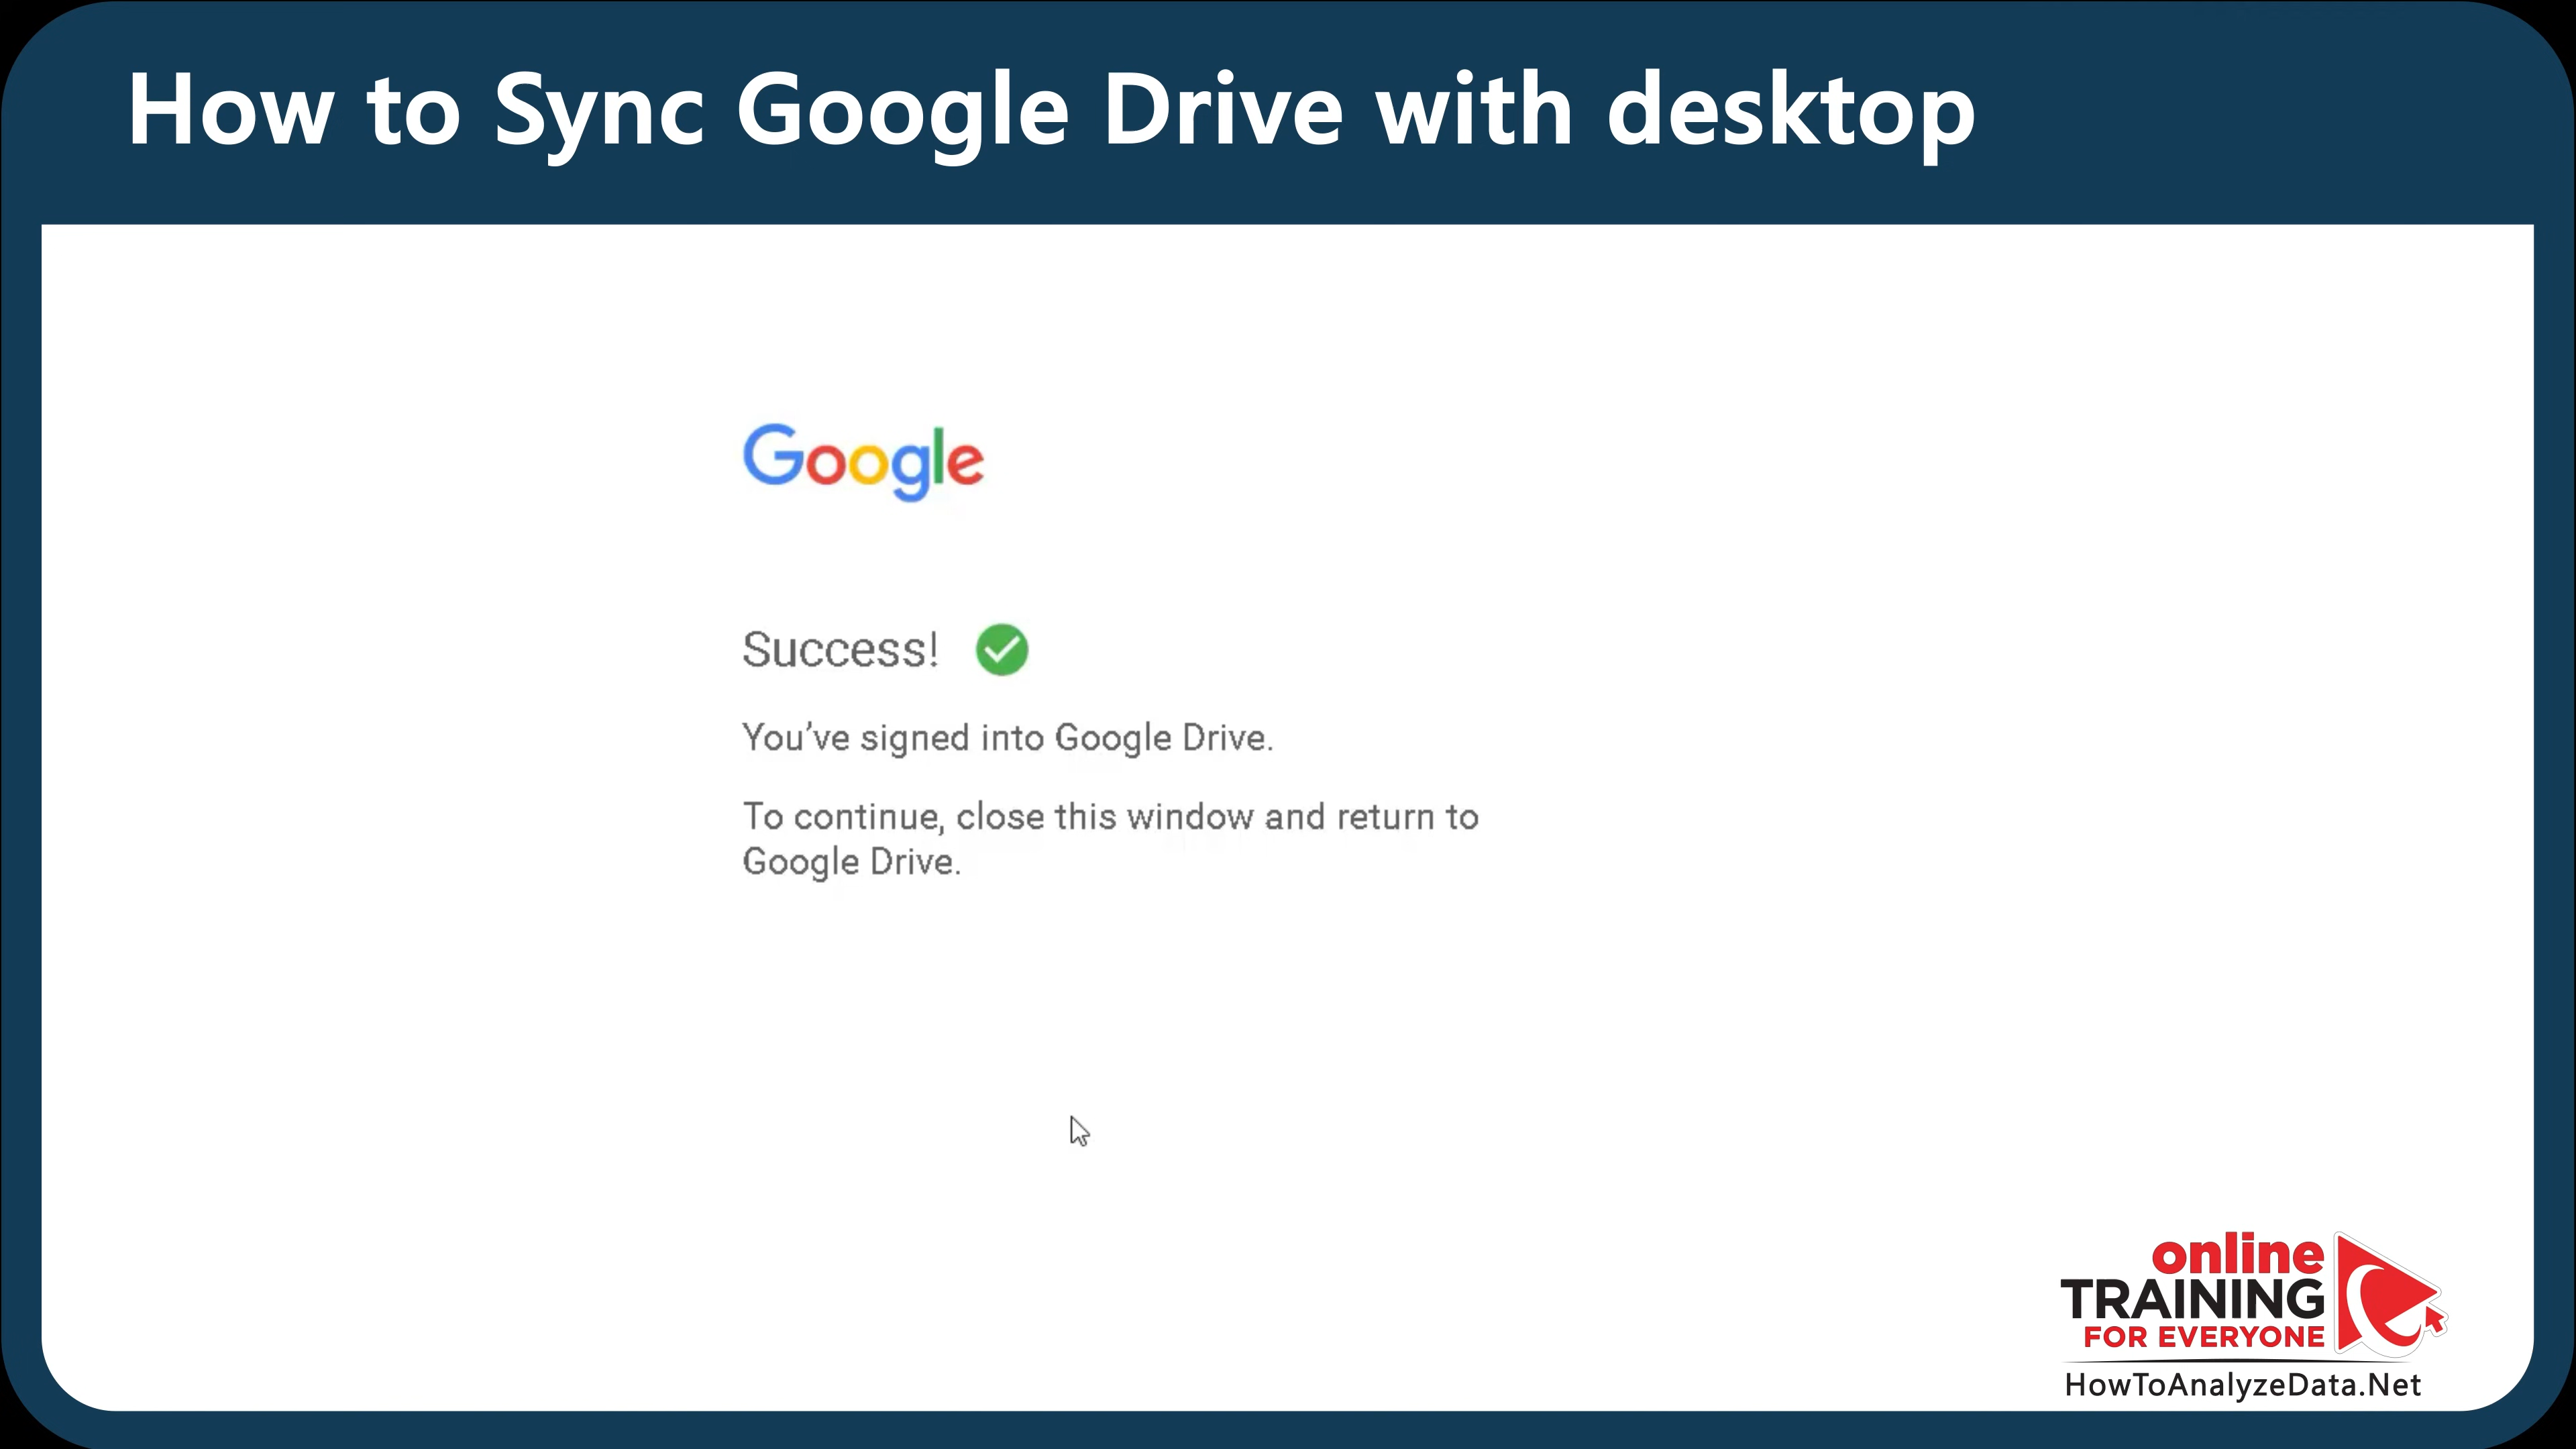 How to Sync Google Drive with desktop
Google
Success!
You've signed into Google Drive.
To continue, close this window and return to
Google Drive.
online
TRAINING
FOR EVERYONE
HowToAnalyzeData.Net